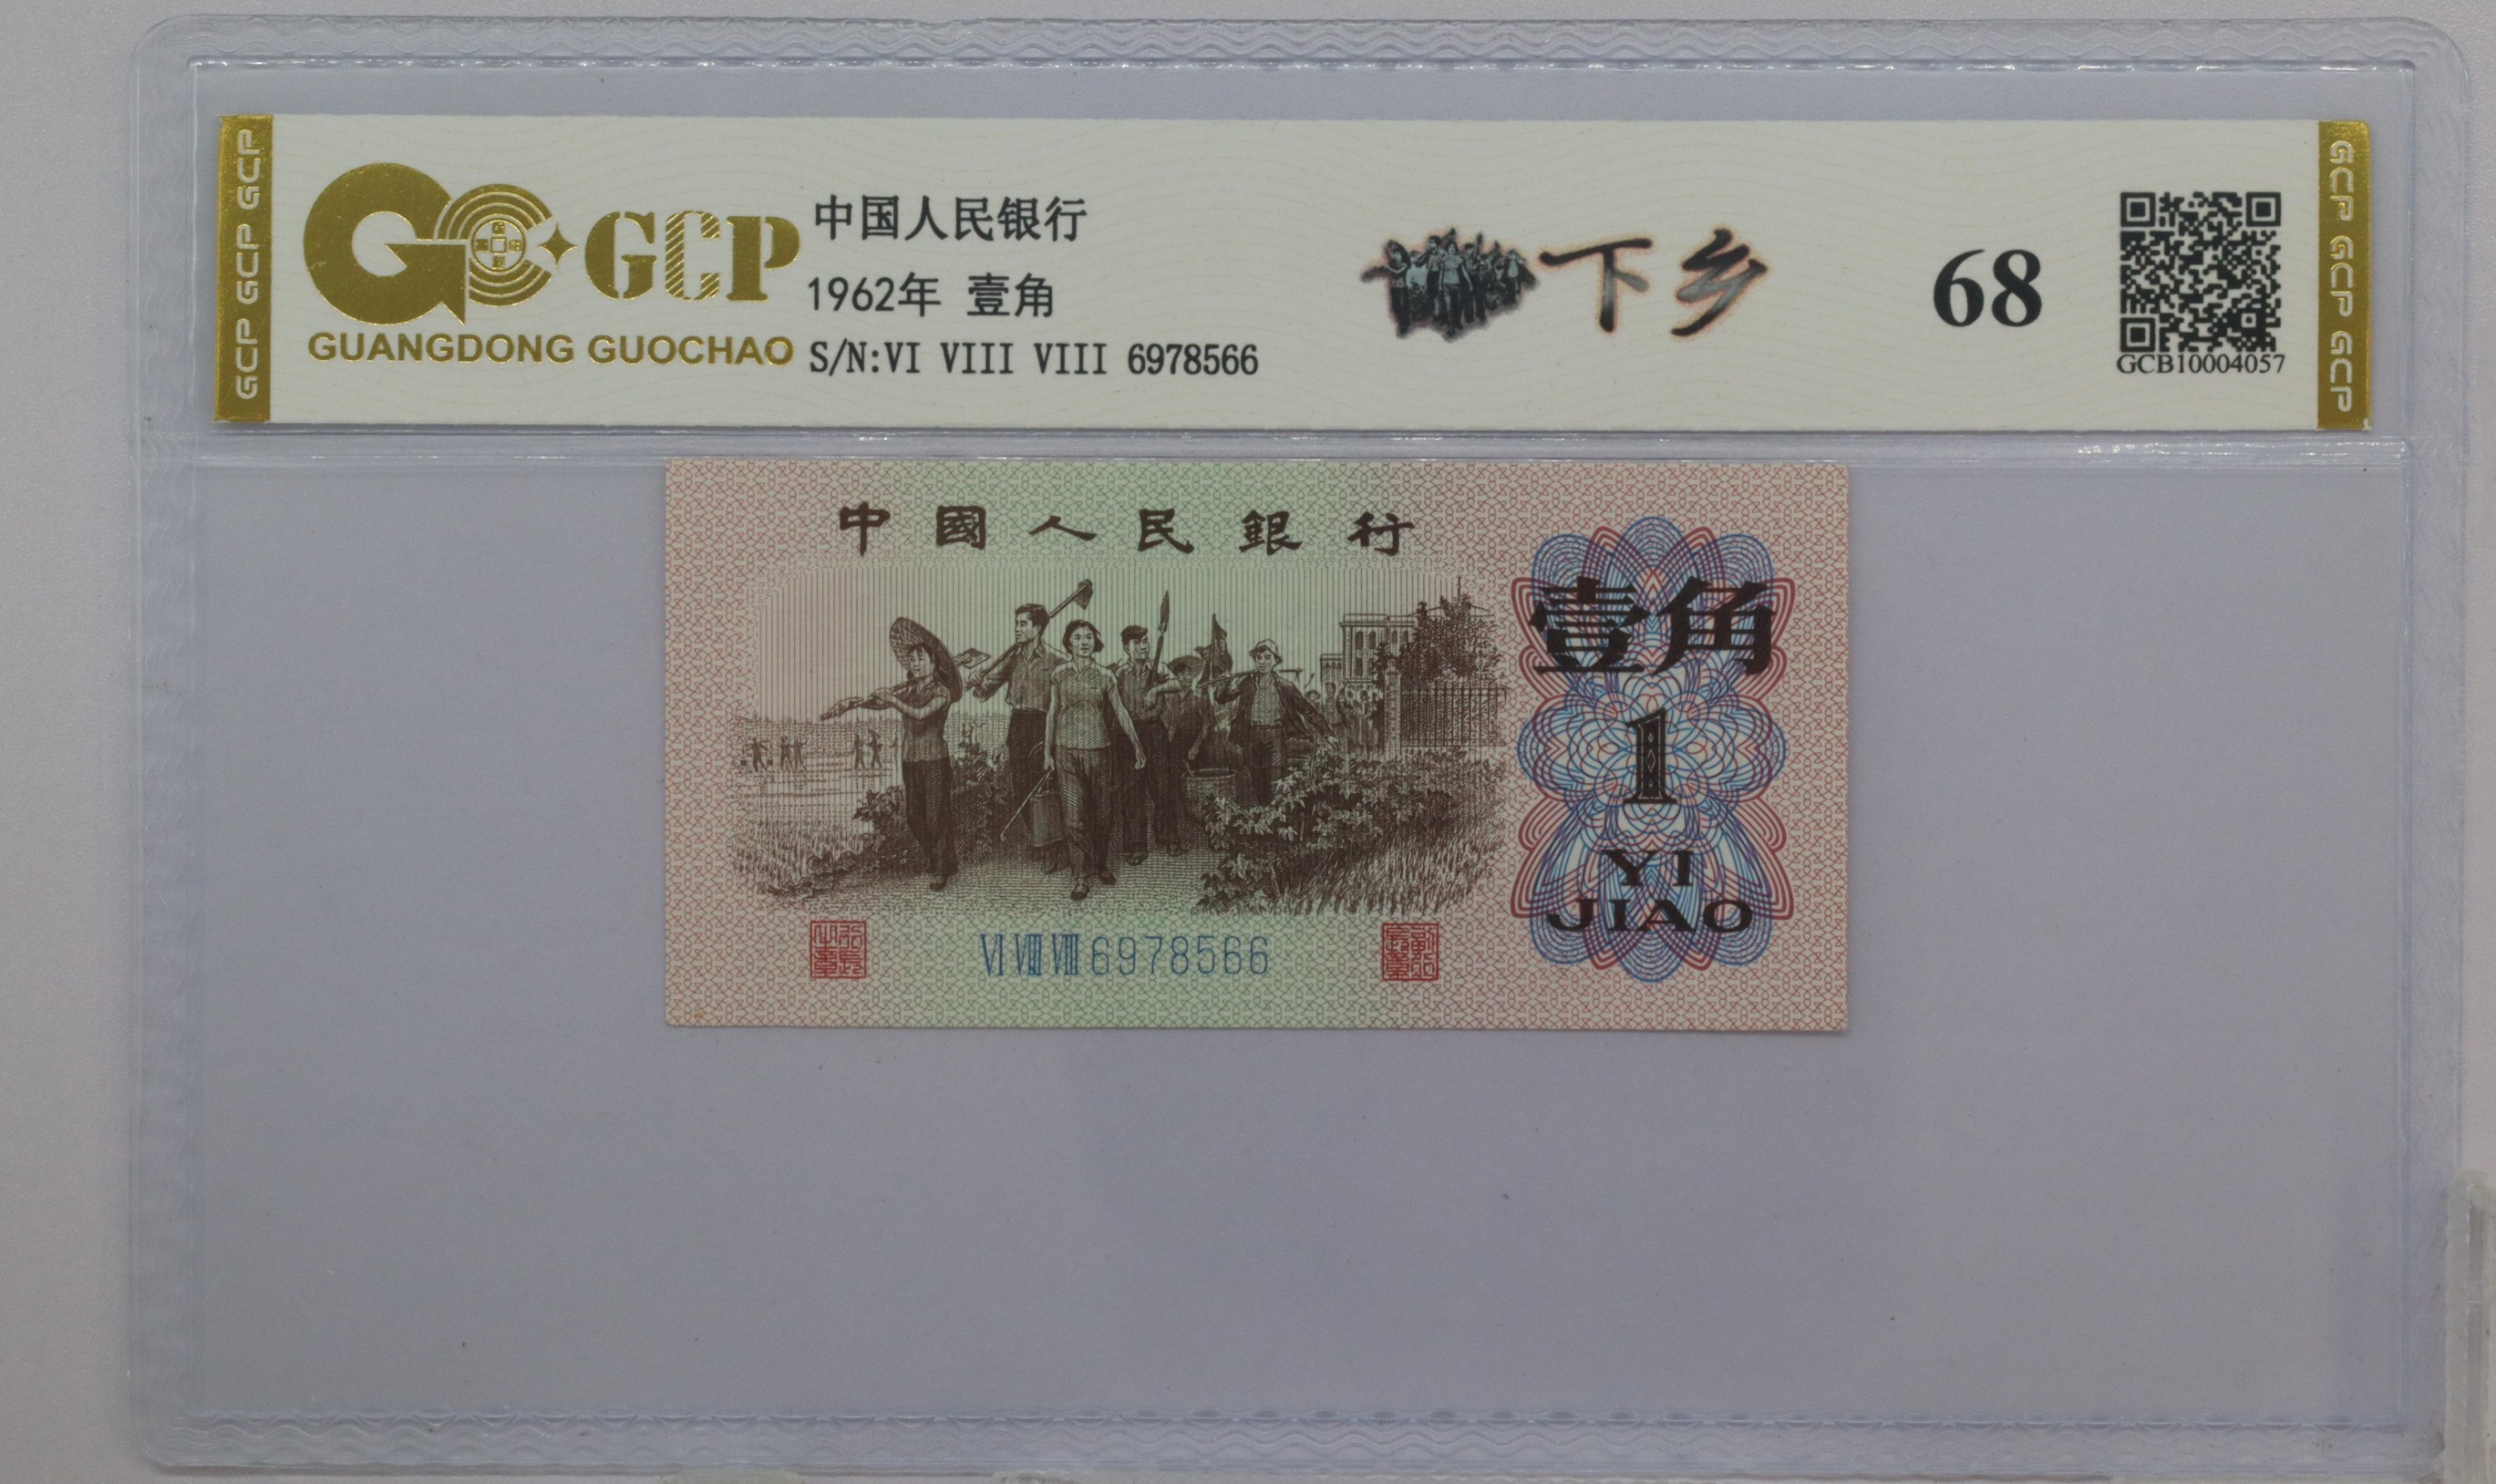 GCP GCP GCP
GCP
GUANGDONG GUOCHAO
中国人民银行
1962年 壹角
S/N:VI VIII VIII 6978566
下乡
68
GCB10004057
GCP GCP GCP
中國人民銀行
壹角
1
YI
JIAO
VI VIII VIII 6978566